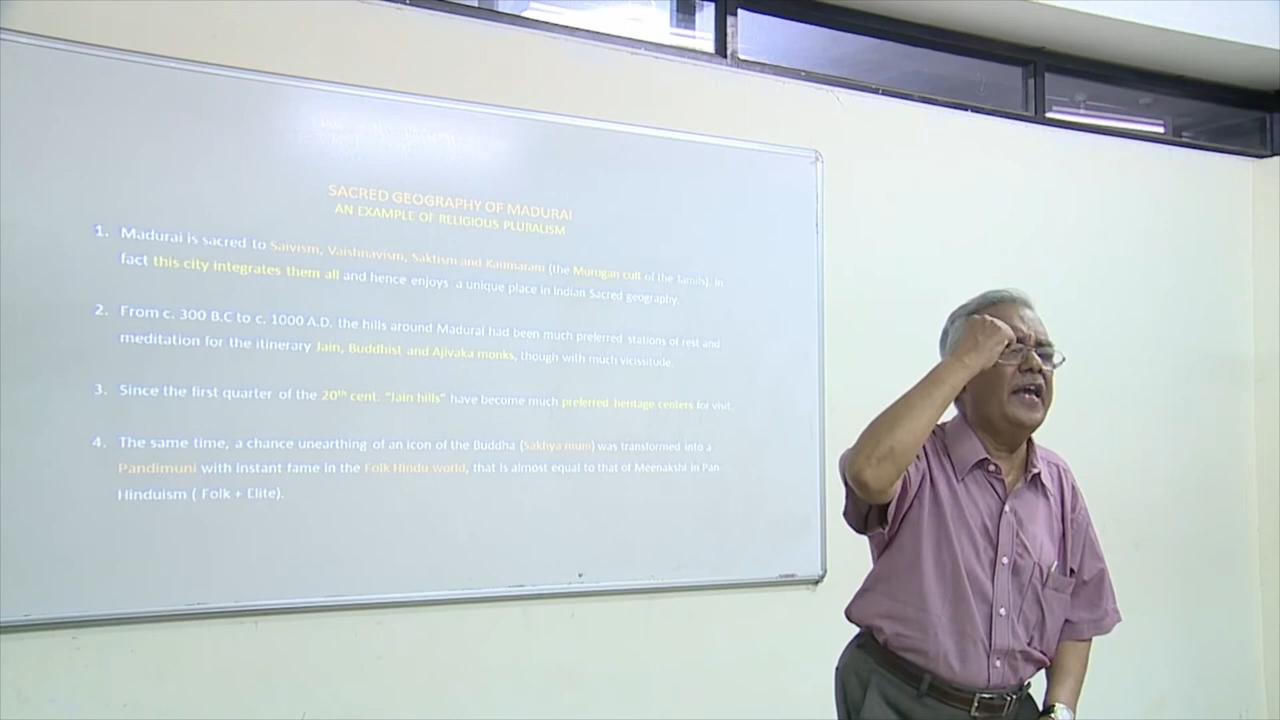 SACRED GEOGRAPHY OF MADURAI
AN EXAMPLE OF RELIGIOUS PLURALISM
1. Madurai is sacred to Saivism, Vaishnavism, Saktism and Kaumaram (the Murugan cult of the Tamils). In
fact this city integrates them all and hence enjoys a unique place in Indian Sacred geography.
2. From c. 300 B.C to c. 1000 A.D. the hills around Madurai had been much preferred stations of rest and
meditation for the itinerary Jain, Buddhist and Ajivaka monks, though with much vicissitude.
3. Since the first quarter of the 20th cent. "Jain hills" have become much preferred heritage centers for visit.
4. The same time, a chance unearthing of an icon of the Buddha (Sakhya muni) was transformed into a
Pandimuni with instant fame in the Folk Hindu world, that is almost equal to that of Meenakshi in Pan
Hinduism ( Folk + Elite).